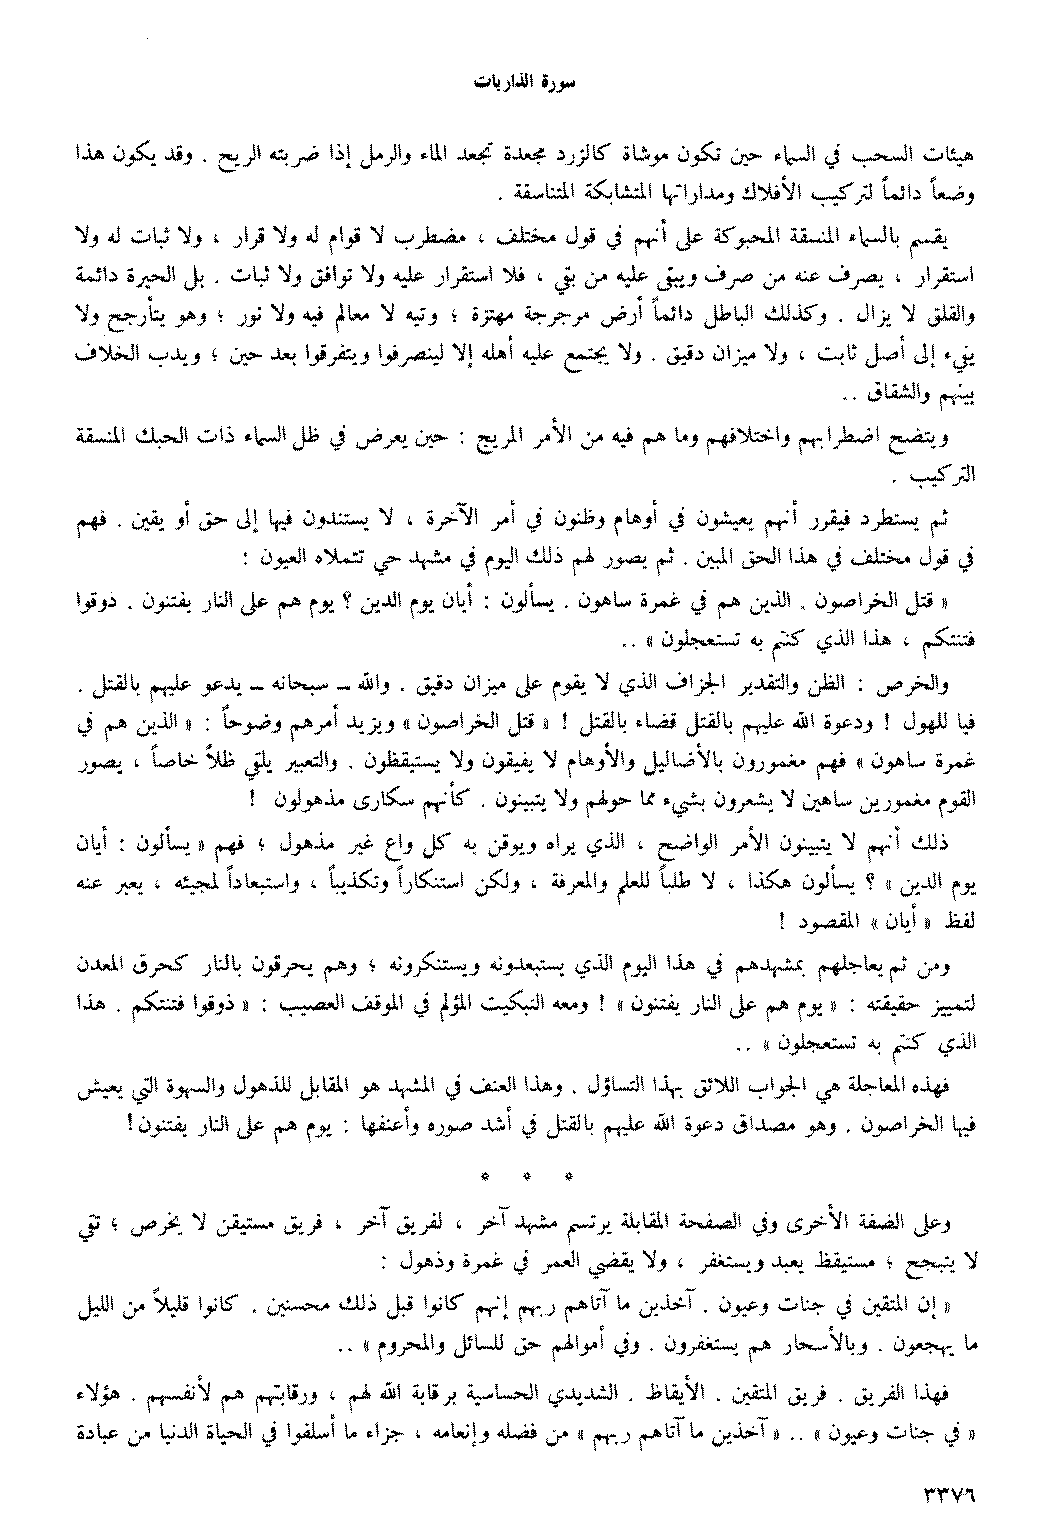 سورة الذاريات
هيئات السحب في السماء حين تكون موشاة كالزرد مجعدة تجعد الماء والرمل إذا ضربته الريح . وقد يكون هذا
وضعاً دائماً لتركيب الأفلاك ومداراتها المتشابكة المتناسقة .
يقسم بالسماء المنسقة المحبوكة على أنهم في قول مختلف ، مضطرب لا قوام له ولا قرار ، ولا ثبات له ولا
استقرار ، يصرف عنه من صرف ويبقى عليه من بقي ، فلا استقرار عليه ولا توافق ولا ثبات . بل الحيرة دائمة
والقلق لا يزال . وكذلك الباطل دائماً أرض مرجرجة مهتزة ؛ وتيه لا معالم فيه ولا نور ؛ وهو يتأرجح ولا
يفيء إلى أصل ثابت ، ولا ميزان دقيق . ولا يجتمع عليه أهله إلا لينصرفوا ويتفرقوا بعد حين ؛ ويدب الخلاف
بينهم والشقاق ..
ويتضح اضطرابهم واختلافهم وما هم فيه من الأمر المريج : حين يعرض في ظل السماء ذات الحبك المنسقة
التركيب .
ثم يستطرد فيقرر أنهم يعيشون في أوهام وظنون في أمر الآخرة ، لا يستندون فيها إلى حق أو يقين . فهم
في قول مختلف في هذا الحق المبين . ثم يصور لهم ذلك اليوم في مشهد حي تتملاه العيون :
« قتل الخراصون . الذين هم في غمرة ساهون . يسألون : أيان يوم الدين ؟ يوم هم على النار يفتنون . ذوقوا
فتنتكم ، هذا الذي كنتم به تستعجلون » ..
والخرص : الظن والتقدير الجزاف الذي لا يقوم على ميزان دقيق . والله – سبحانه – يدعو عليهم بالقتل .
فيا للهول ! ودعوة الله عليهم بالقتل قضاء بالقتل ! « قتل الخراصون » ويزيد أمرهم وضوحاً : « الذين هم في
غمرة ساهون » فهم مغمورون بالأضاليل والأوهام لا يفيقون ولا يستيقظون . والتعبير يلقي ظلاً خاصاً ، يصور
القوم مغمورين ساهين لا يشعرون بشيء مما حولهم ولا يتبينون . كأنهم سكارى مذهولون !
ذلك أنهم لا يتبينون الأمر الواضح ، الذي يراه ويوقن به كل واع غير مذهول ؛ فهم « يسألون : أيان
يوم الدين » ؟ يسألون هكذا ، لا طلباً للعلم والمعرفة ، ولكن استنكاراً وتكذيباً ، واستبعاداً لمجيئه ، يعبر عنه
لفظ « أيان » المقصود !
ومن ثم يعاجلهم بمشهدهم في هذا اليوم الذي يستبعدونه ويستنكرونه ؛ وهم يحرقون بالنار كحرق المعدن
لتمييز حقيقته : « يوم هم على النار يفتنون » ! ومعه التبكيت المؤلم في الموقف العصيب : « ذوقوا فتنتكم . هذا
الذي كنتم به تستعجلون » ..
فهذه المعاجلة هي الجواب اللائق بهذا التساؤل . وهذا العنف في المشهد هو المقابل للذهول والسهوة التي يعيش
فيها الخراصون . وهو مصداق دعوة الله عليهم بالقتل في أشد صوره وأعنفها : يوم هم على النار يفتنون!
* * *
وعلى الضفة الأخرى وفي الصفحة المقابلة يرتسم مشهد آخر ، لفريق آخر ، فريق مستيقن لا يخرص ؛ تقي
لا يتبجح ؛ مستيقظ يعبد ويستغفر ، ولا يقضي العمر في غمرة وذهول :
« إن المتقين في جنات وعيون . آخذين ما آتاهم ربهم إنهم كانوا قبل ذلك محسنين . كانوا قليلاً من الليل
ما يهجعون . وبالأسحار هم يستغفرون . وفي أموالهم حق للسائل والمحروم » ..
فهذا الفريق . فريق المتقين . الأيقاظ . الشديدي الحساسية برقابة الله لهم ، ورقابتهم هم لأنفسهم . هؤلاء
« في جنات وعيون » .. « آخذين ما آتاهم ربهم » من فضله وإنعامه ، جزاء ما أسلفوا في الحياة الدنيا من عبادة
٣٣٧٦